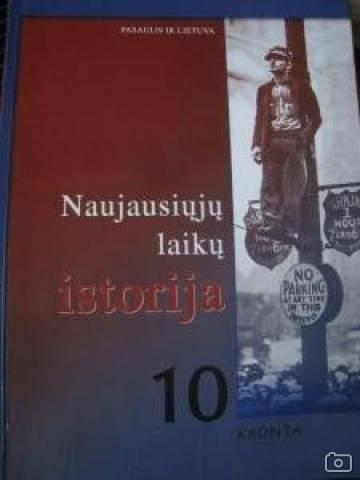 PASAULIS IR LIETUVA
Naujausiųjų
laikų
istorija
10
KRONTA
NO
PARKING
AT ANY TIME
IN THIS